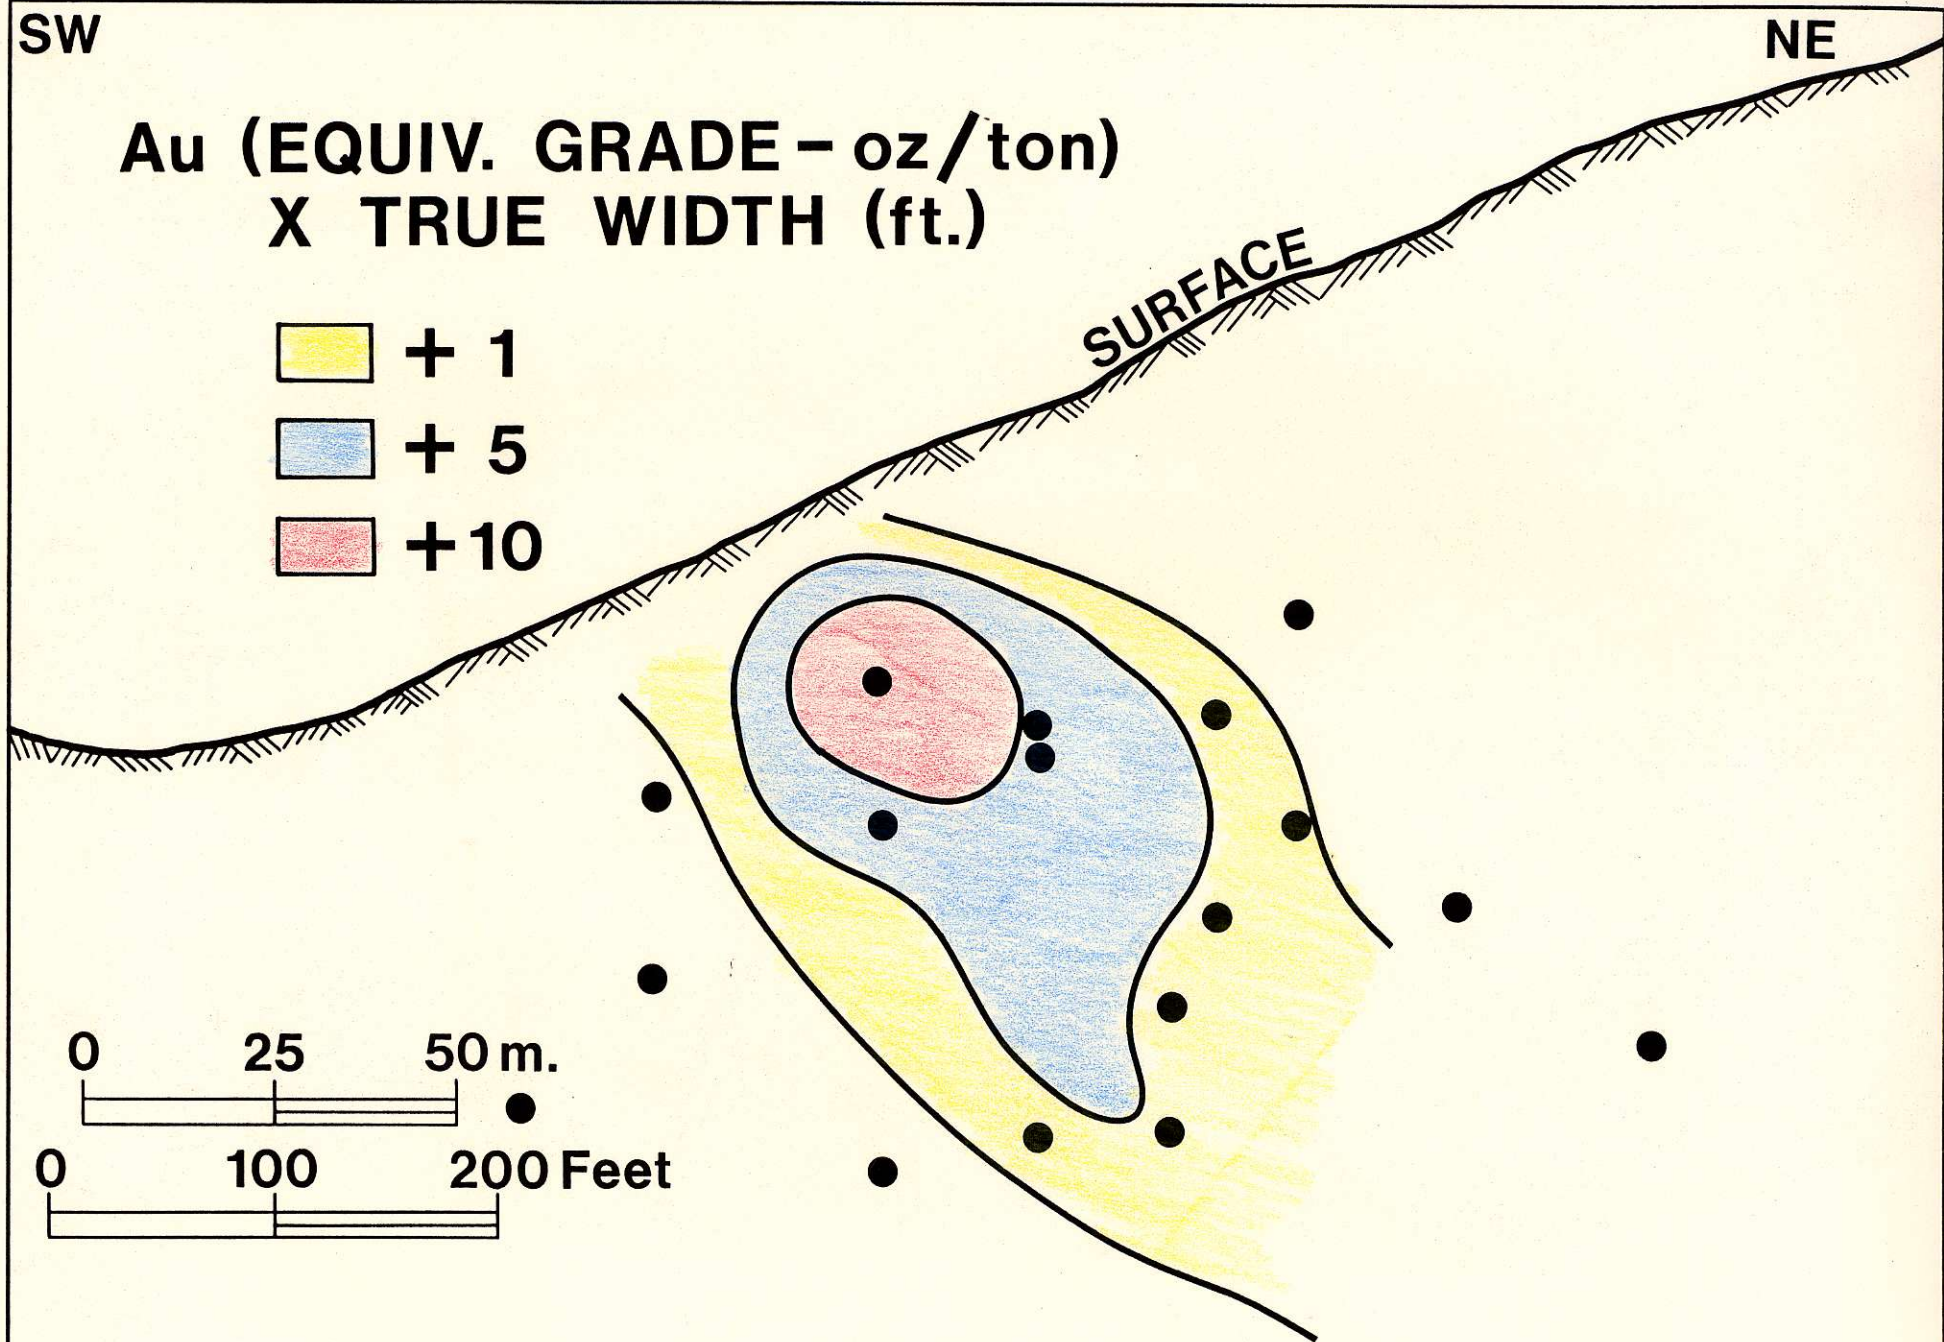 SW
NE
Au (EQUIV. GRADE – oz/ton)
X TRUE WIDTH (ft.)
SURFACE
+ 1
+ 5
+10
0 25 50 m.
0 100 200 Feet